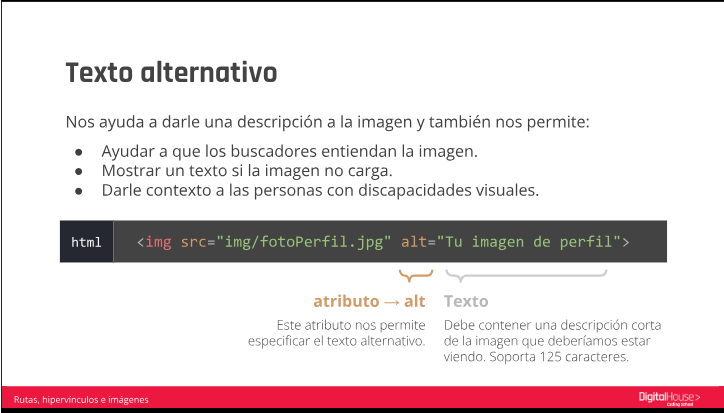 Texto alternativo
Nos ayuda a darle una descripción a la imagen y también nos permite:
● Ayudar a que los buscadores entiendan la imagen.
● Mostrar un texto si la imagen no carga.
● Darle contexto a las personas con discapacidades visuales.
html <img src="img/fotoPerfil.jpg" alt="Tu imagen de perfil">
atributo → alt
Este atributo nos permite
especificar el texto alternativo.
Texto
Debe contener una descripción corta
de la imagen que deberíamos estar
viendo. Soporta 125 caracteres.
Rutas, hipervínculos e imágenes
DigitalHouse>
Coding School